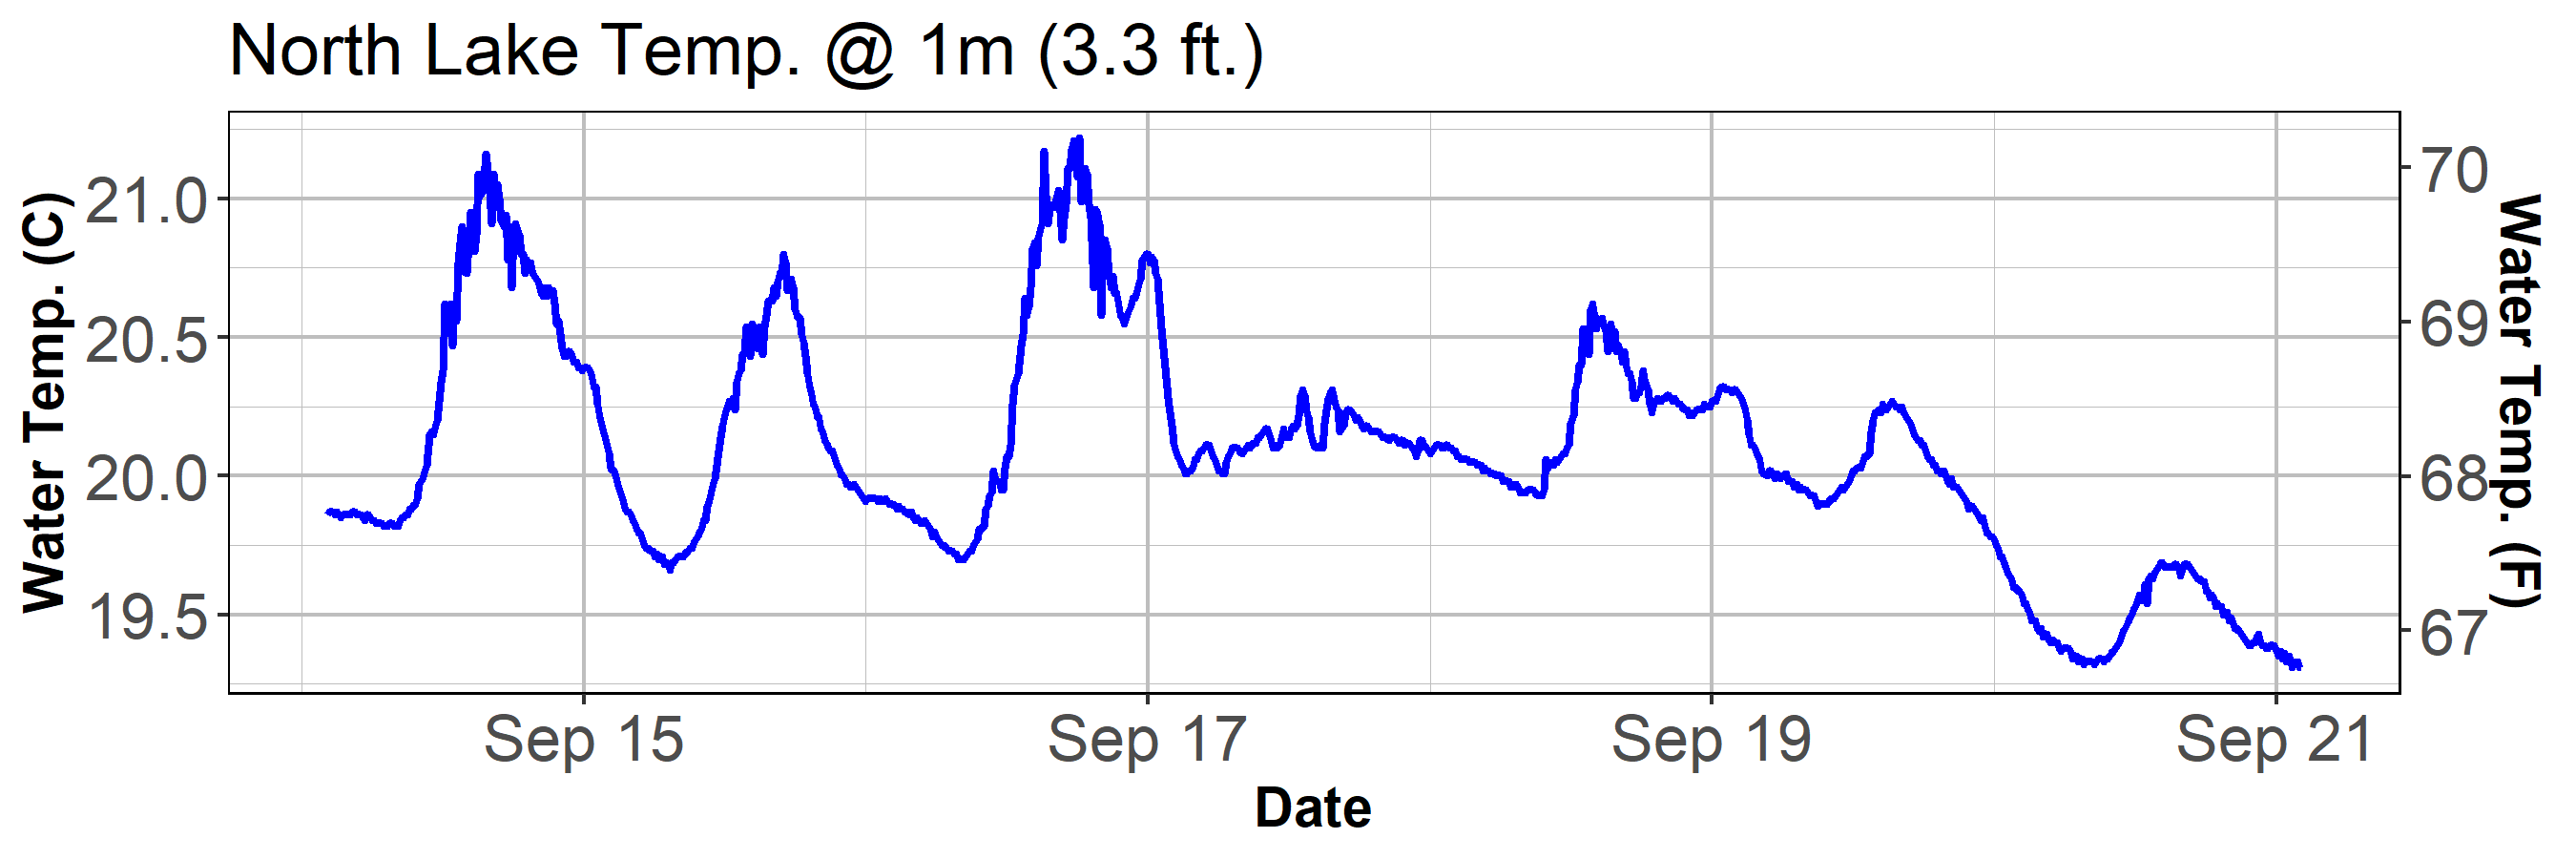 North Lake Temp. @ 1m (3.3 ft.)
Water Temp. (C)
21.0
20.5
20.0
19.5
70
69
68
67
Water Temp. (F)
Sep 15 Sep 17 Sep 19 Sep 21
Date